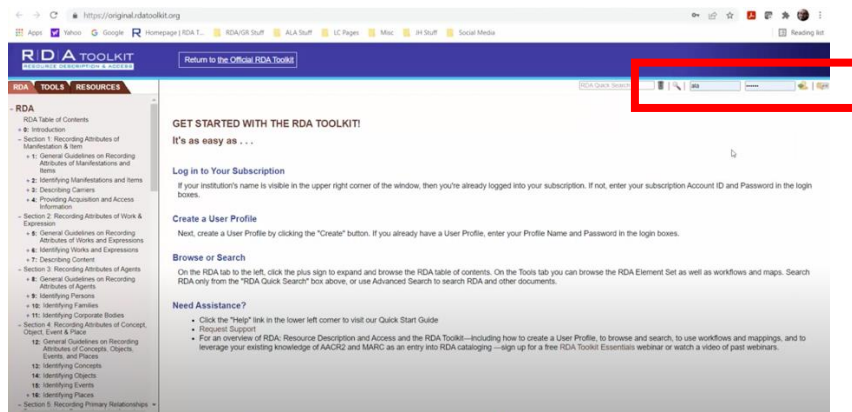 https://original.rdatoolkit.org
Apps Yahoo Google Homepage | RDA T... RDA/GR Stuff ALA Stuff LC Pages Misc JH Stuff Social Media Reading list
RDA TOOLKIT
RESOURCE DESCRIPTION & ACCESS
Return to the Official RDA Toolkit
RDA TOOLS RESOURCES
RDA Quick Search
ala
- RDA
RDA Table of Contents
+ 0: Introduction
- Section 1: Recording Attributes of
Manifestation & Item
+ 1: General Guidelines on Recording
Attributes of Manifestations and
Items
+ 2: Identifying Manifestations and Items
+ 3: Describing Carriers
+ 4: Providing Acquisition and Access
Information
- Section 2: Recording Attributes of Work &
Expression
+ 5: General Guidelines on Recording
Attributes of Works and Expressions
+ 6: Identifying Works and Expressions
+ 7: Describing Content
- Section 3: Recording Attributes of Agents
+ 8: General Guidelines on Recording
Attributes of Agents
+ 9: Identifying Persons
+ 10: Identifying Families
+ 11: Identifying Corporate Bodies
- Section 4: Recording Attributes of Concept,
Object, Event & Place
12: General Guidelines on Recording
Attributes of Concepts, Objects,
Events, and Places
13: Identifying Concepts
14: Identifying Objects
15: Identifying Events
+ 16: Identifying Places
- Section 5: Recording Primary Relationships
GET STARTED WITH THE RDA TOOLKIT!
It's as easy as . . .
Log in to Your Subscription
If your institution's name is visible in the upper right corner of the window, then you're already logged into your subscription. If not, enter your subscription Account ID and Password in the login
boxes.
Create a User Profile
Next, create a User Profile by clicking the "Create" button. If you already have a User Profile, enter your Profile Name and Password in the login boxes.
Browse or Search
On the RDA tab to the left, click the plus sign to expand and browse the RDA table of contents. On the Tools tab you can browse the RDA Element Set as well as workflows and maps. Search
RDA only from the "RDA Quick Search" box above, or use Advanced Search to search RDA and other documents.
Need Assistance?
• Click the "Help" link in the lower left corner to visit our Quick Start Guide
• Request Support
• For an overview of RDA: Resource Description and Access and the RDA Toolkit—including how to create a User Profile, to browse and search, to use workflows and mappings, and to
leverage your existing knowledge of AACR2 and MARC as an entry into RDA cataloging —sign up for a free RDA Toolkit Essentials webinar or watch a video of past webinars.